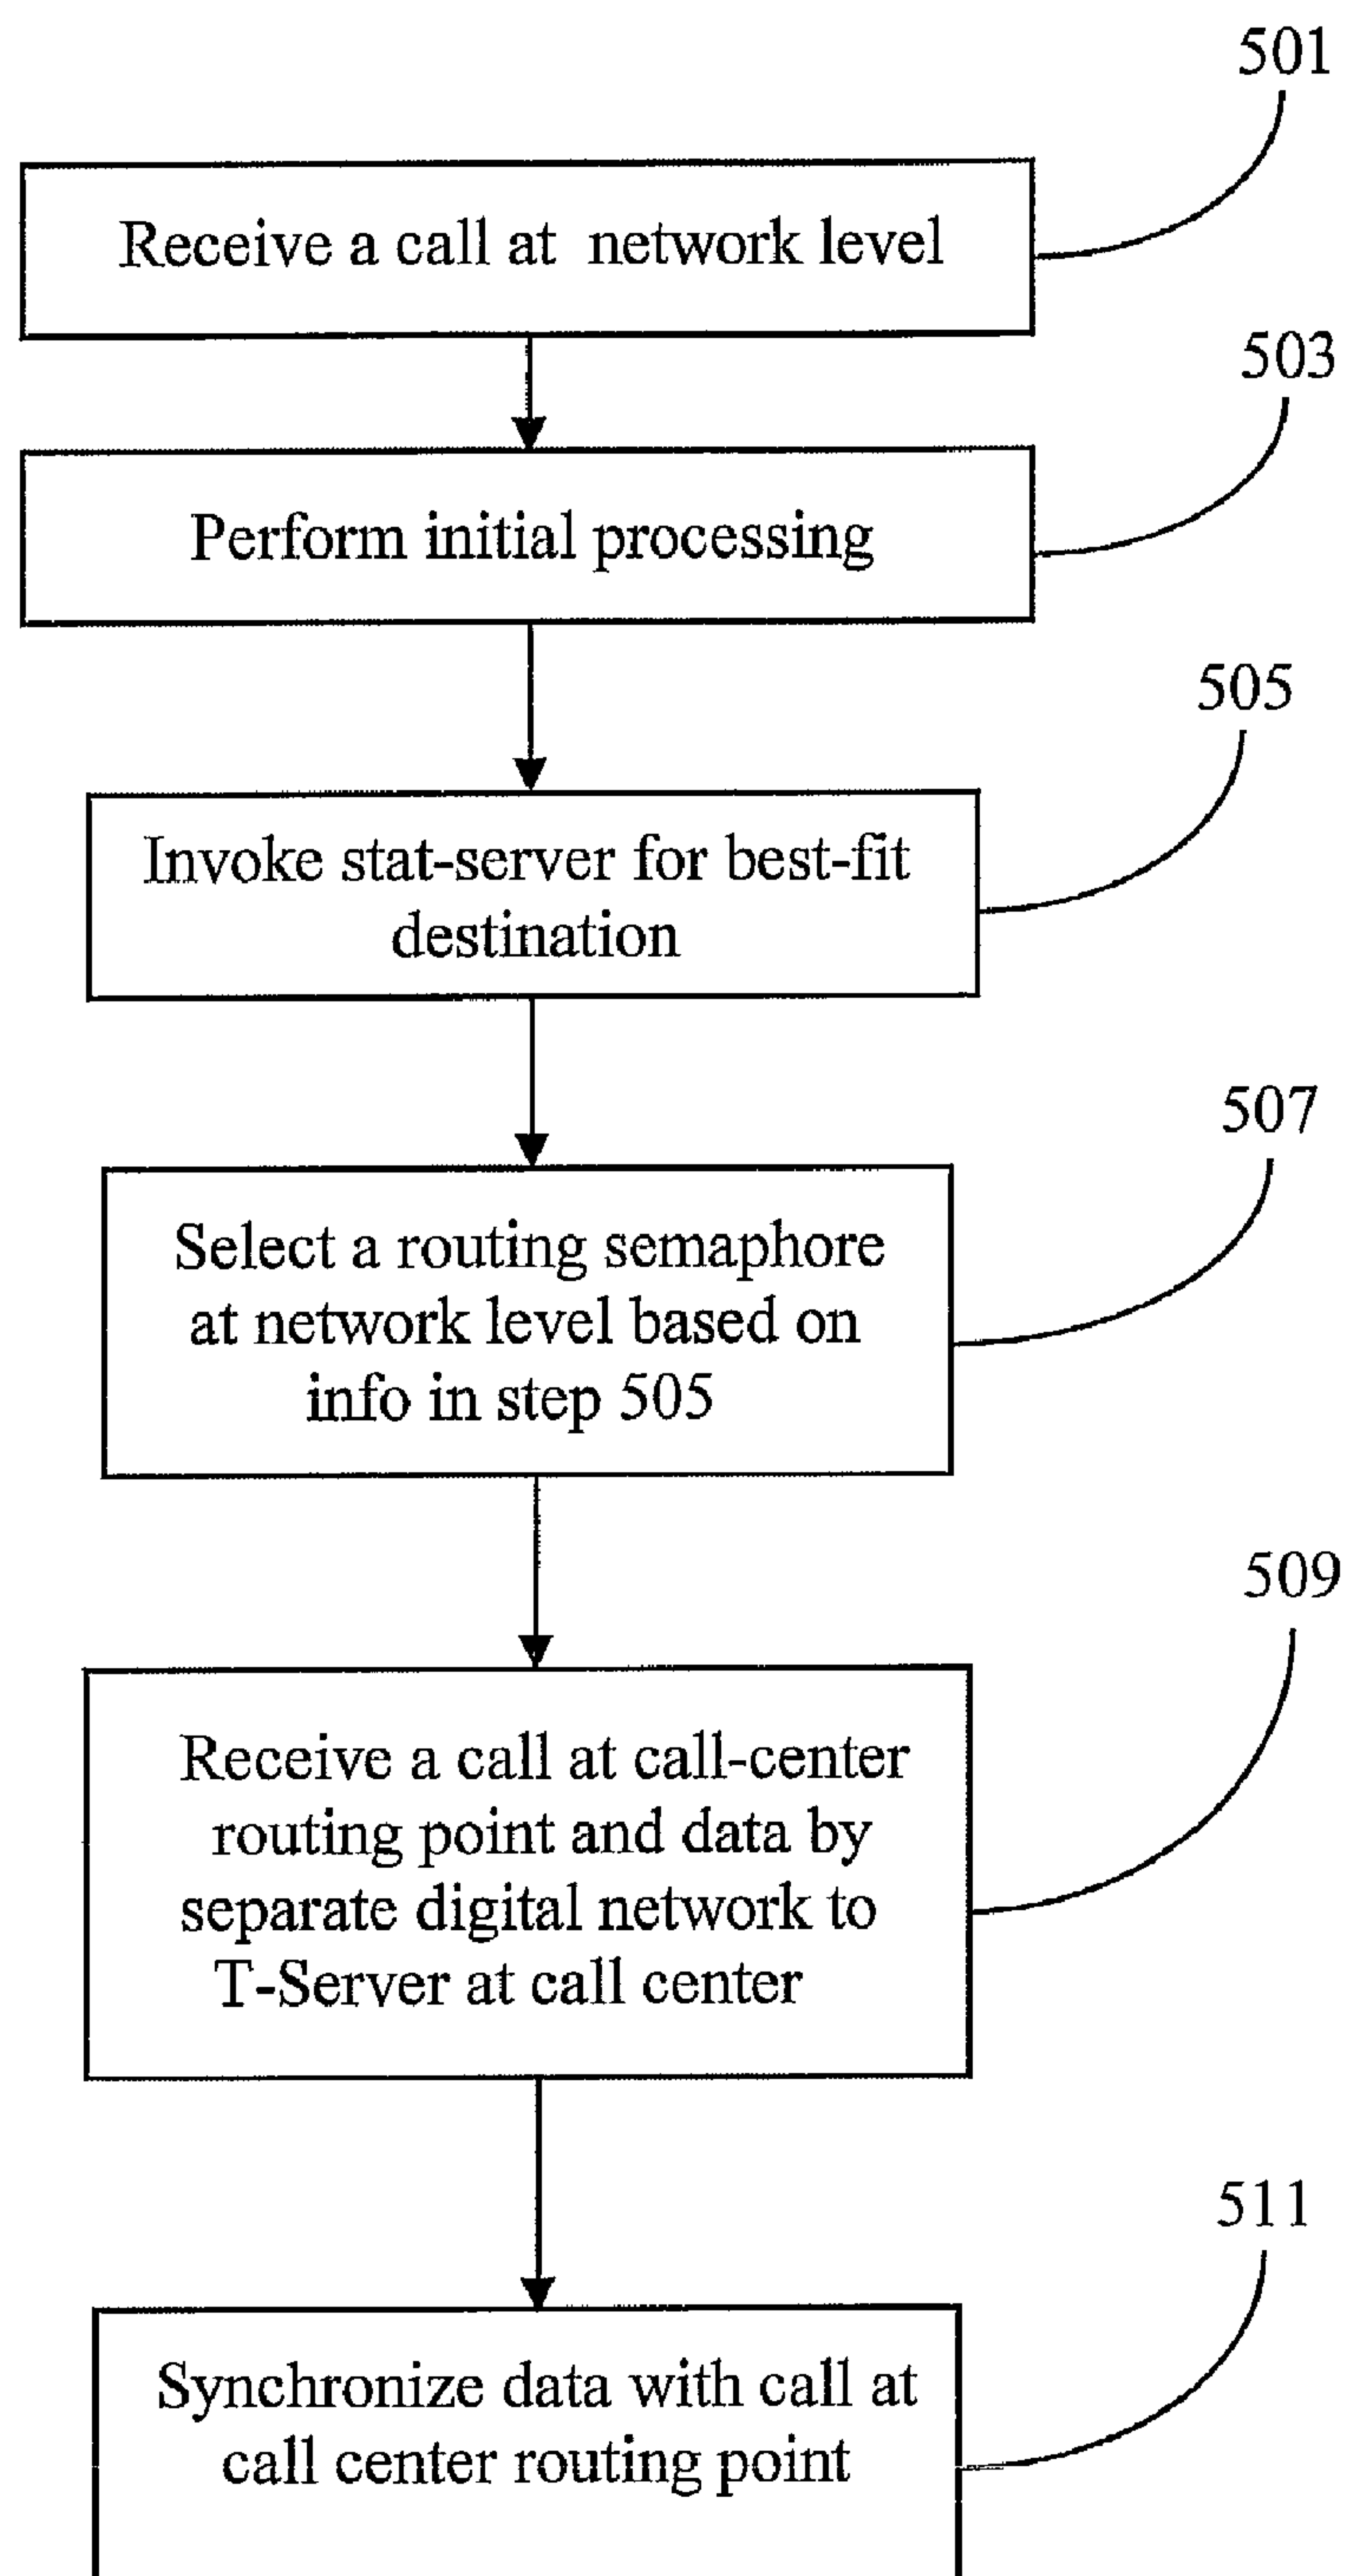 501
Receive a call at network level
503
Perform initial processing
505
Invoke stat-server for best-fit
destination
507
Select a routing semaphore
at network level based on
info in step 505
509
Receive a call at call-center
routing point and data by
separate digital network to
T-Server at call center
511
Synchronize data with call at
call center routing point